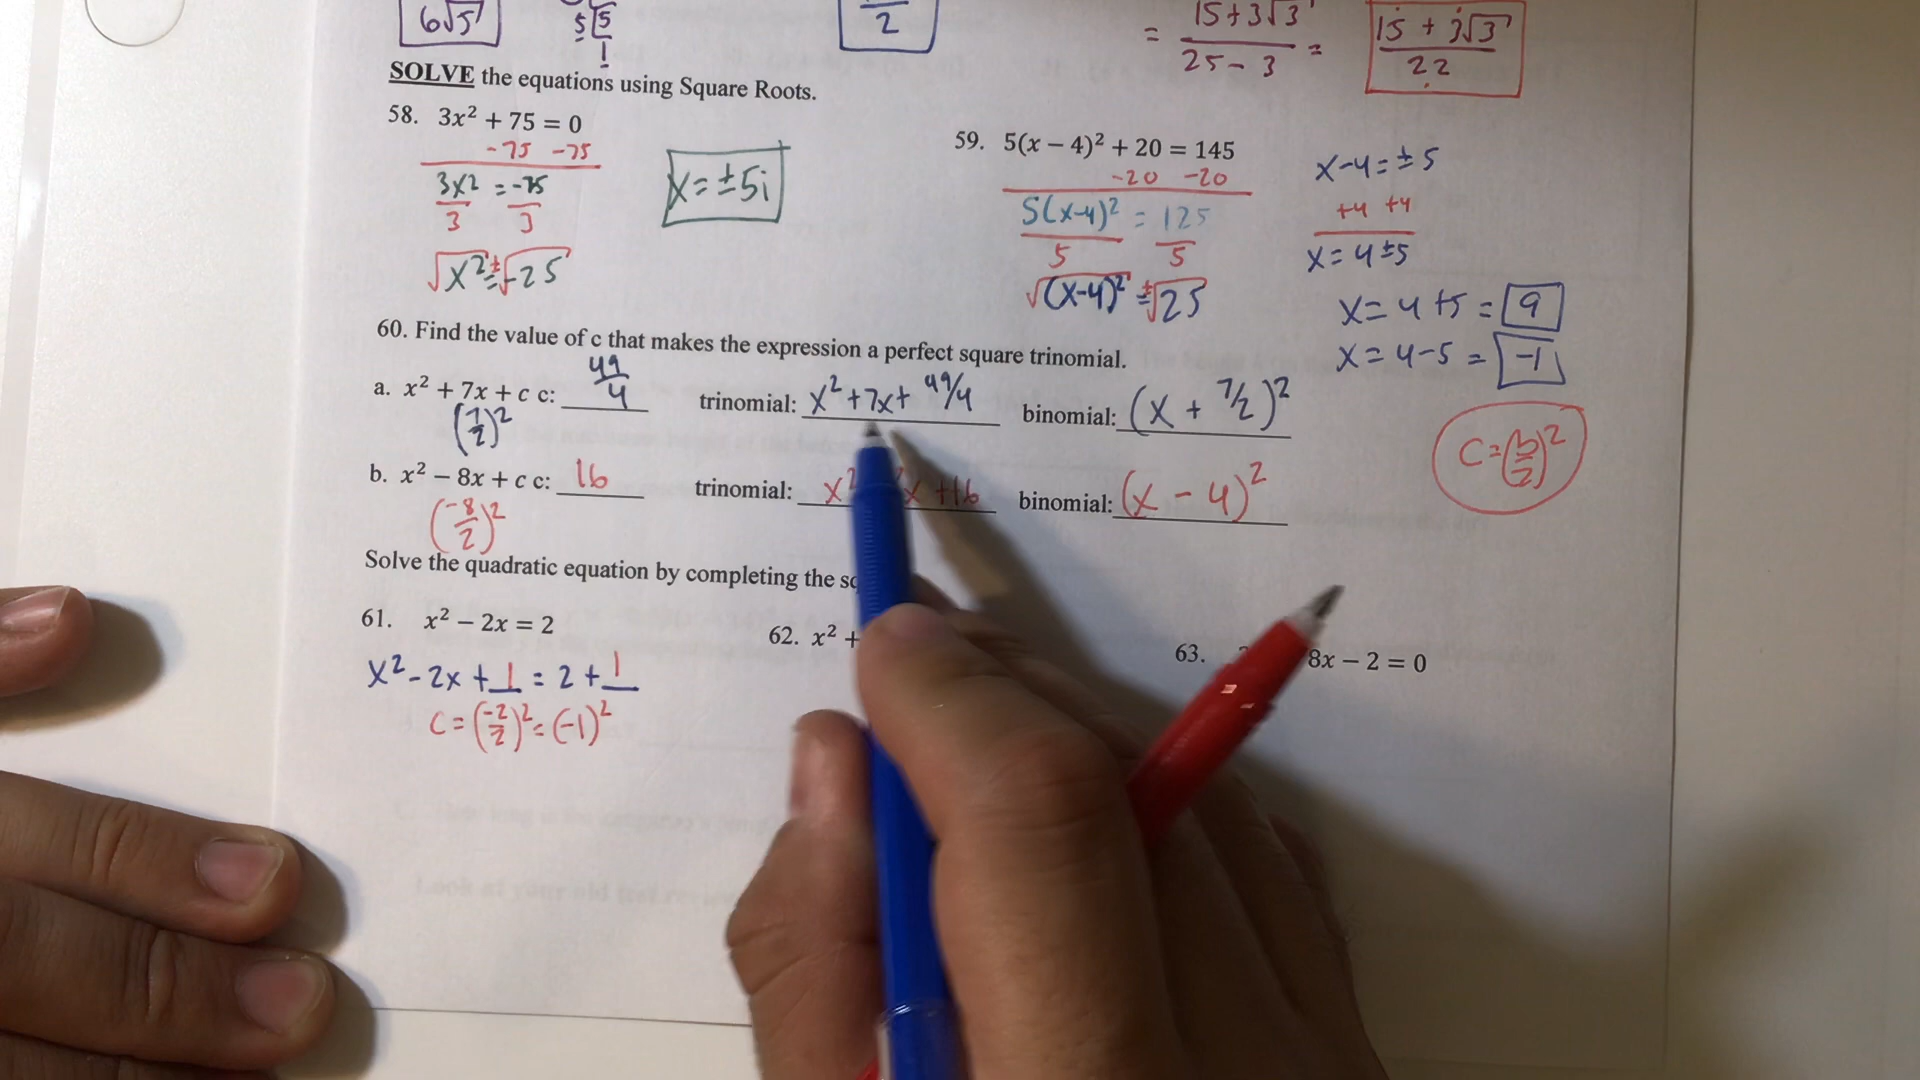 6√5 5√5 2 = 15+3√3 / 25-3 = 15+3√3 / 22
1
SOLVE the equations using Square Roots.
58. 3x² + 75 = 0
-75 -75
3x² = -75
3 3
√x² = ±√-25
x = ±5i
59. 5(x – 4)² + 20 = 145
-20 -20
5(x-4)² = 125
5 5
√(x-4)² = ±√25
x-4 = ±5
+4 +4
x = 4±5
x = 4+5 = 9
x = 4-5 = -1
60. Find the value of c that makes the expression a perfect square trinomial.
a. x² + 7x + c c: 49/4 trinomial: x²+7x+ 49/4 binomial: (x + 7/2)²
(7/2)²
C=(b/2)²
b. x² – 8x + c c: 16 trinomial: x² x +16 binomial: (x - 4)²
(-8/2)²
Solve the quadratic equation by completing the
61. x² – 2x = 2
x²-2x+1 = 2+1
C=(-2/2)²=(-1)²
62. x² +
63. 8x – 2 = 0